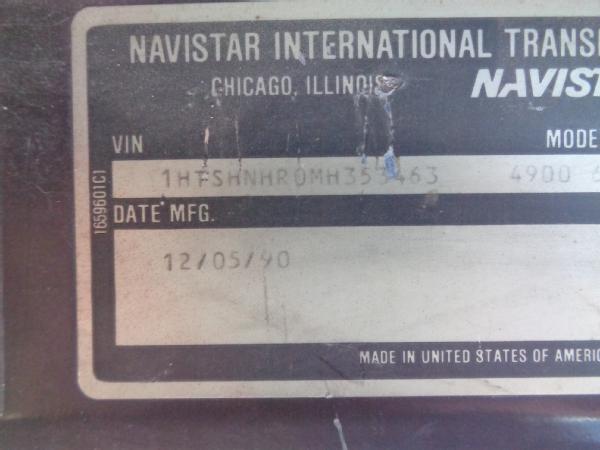 NAVISTAR INTERNATIONAL TRANS
CHICAGO, ILLINOIS
NAVIST
VIN
MODE
4900 6
1659601C1
DATE MFG.
12/05/90
MADE IN UNITED STATES OF AMERIC